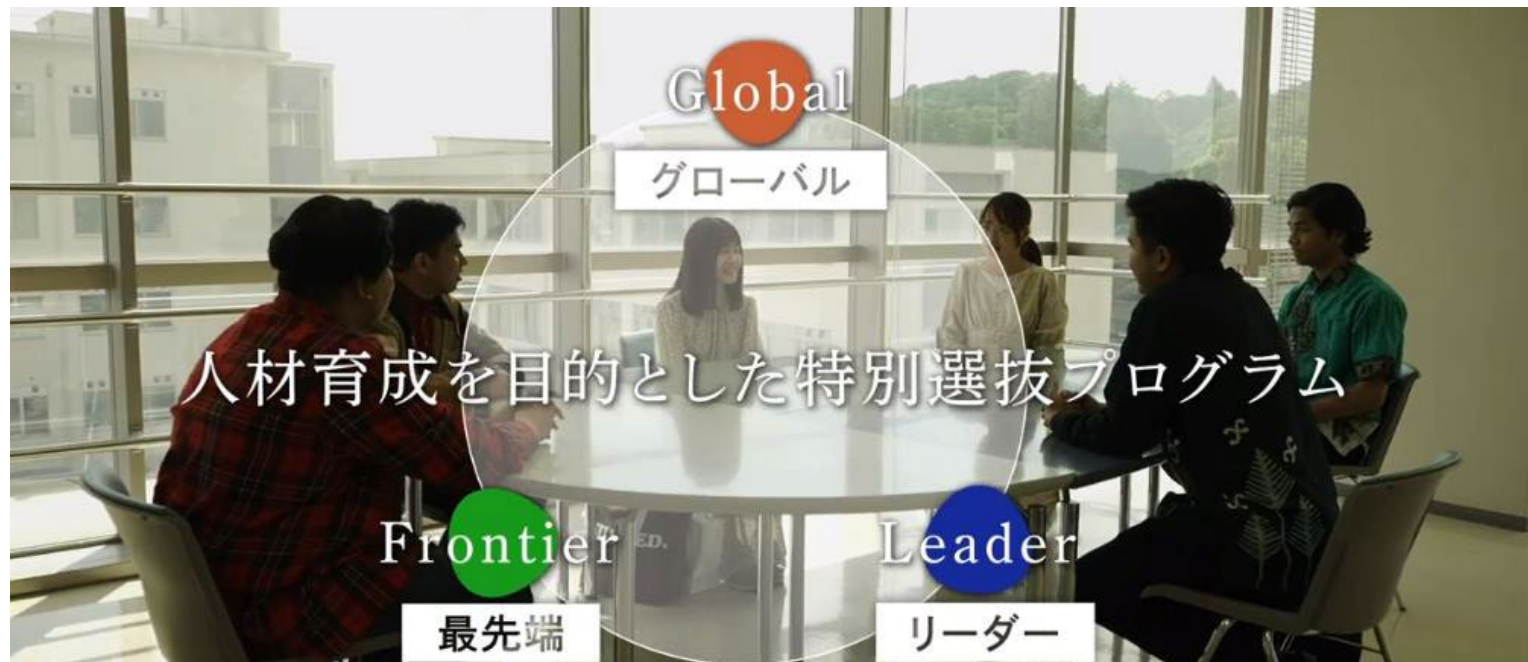 Global
グローバル
人材育成を目的とした特別選抜プログラム
Frontier
Leader
最先端
リーダー